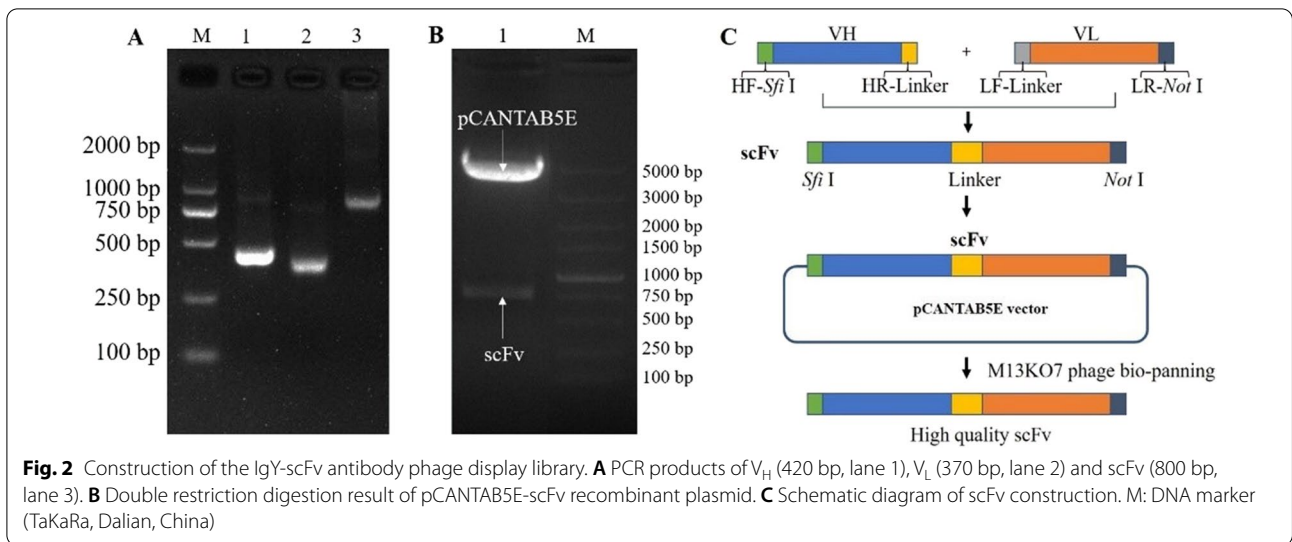 A M 1 2 3
2000 bp
1000 bp
750 bp
500 bp
250 bp
100 bp
B 1 M
pCANTAB5E
5000 bp
3000 bp
2000 bp
1500 bp
1000 bp
750 bp
500 bp
250 bp
100 bp
scFv
C VH + VL
HF-Sfi I HR-Linker LF-Linker LR-Not I
scFv
Sfi I Linker Not I
scFv
pCANTAB5E vector
M13KO7 phage bio-panning
High quality scFv
Fig. 2 Construction of the IgY-scFv antibody phage display library. A PCR products of VH (420 bp, lane 1), VL (370 bp, lane 2) and scFv (800 bp,
lane 3). B Double restriction digestion result of pCANTAB5E-scFv recombinant plasmid. C Schematic diagram of scFv construction. M: DNA marker
(TaKaRa, Dalian, China)